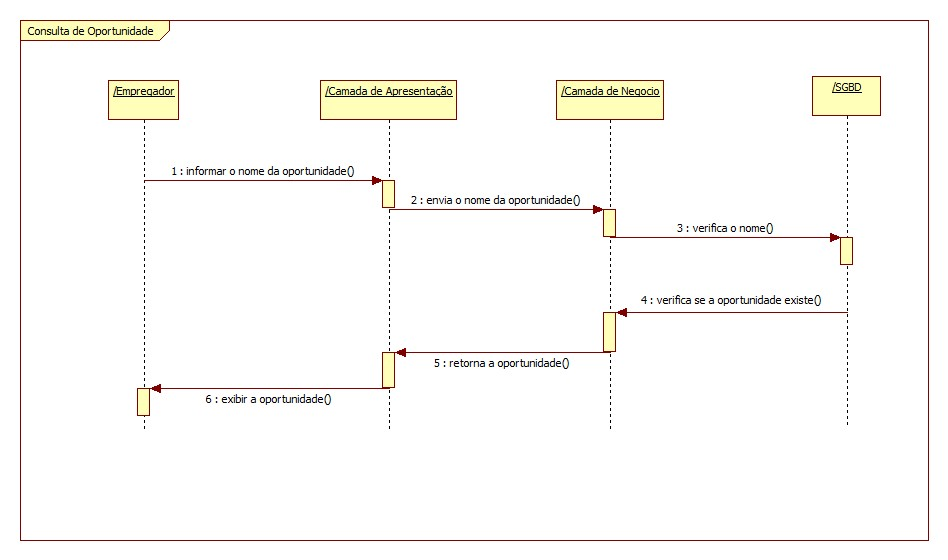 Consulta de Oportunidade
/Empregador
/Camada de Apresentação
/Camada de Negocio
/SGBD
1 : informar o nome da oportunidade()
2 : envia o nome da oportunidade()
3 : verifica o nome()
4 : verifica se a oportunidade existe()
5 : retorna a oportunidade()
6 : exibir a oportunidade()